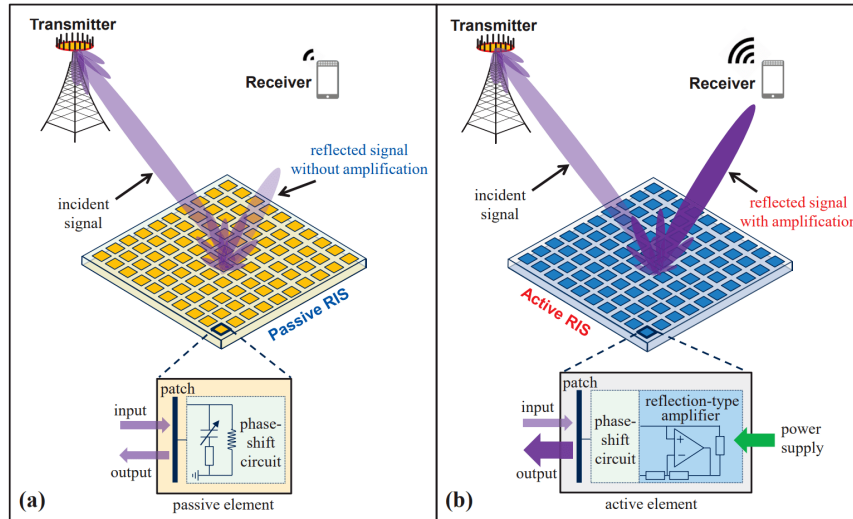 Transmitter
Receiver
reflected signal
without amplification
incident
signal
Passive RIS
patch
input
output
phase-
shift
circuit
(a)
passive element
Transmitter
Receiver
incident
signal
reflected signal
with amplification
Active RIS
patch
reflection-type
amplifier
input
output
phase-
shift
circuit
+
−
power
supply
(b)
active element